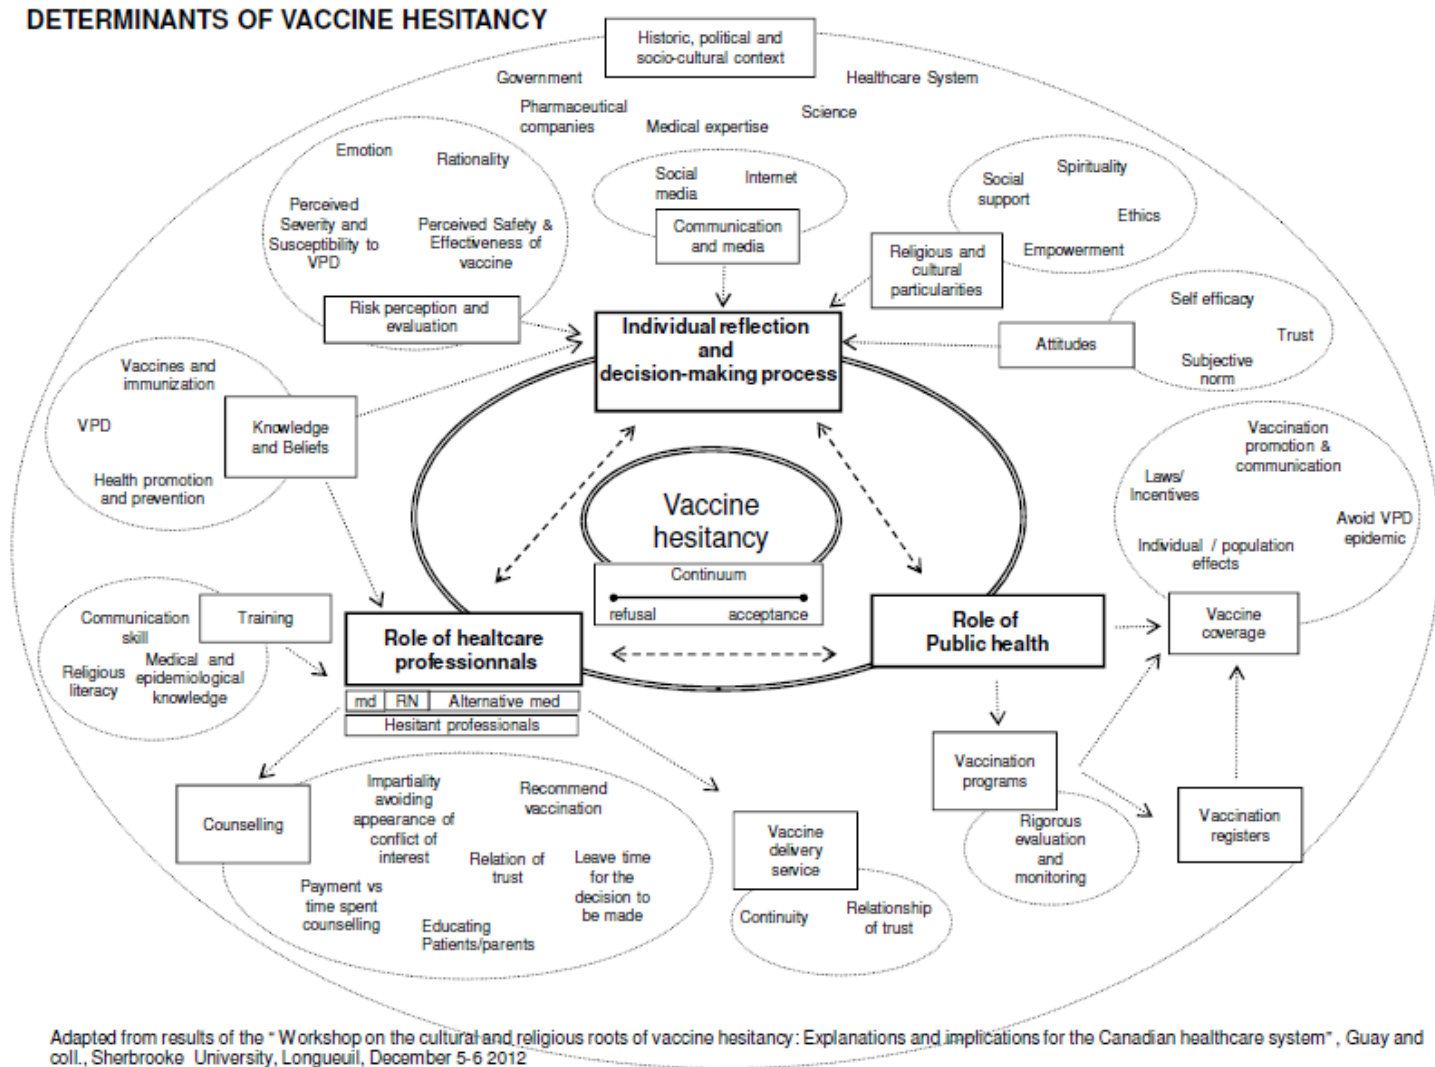 DETERMINANTS OF VACCINE HESITANCY
Historic, political and
socio-cultural context
Government
Healthcare System
Pharmaceutical
companies
Medical expertise
Science
Emotion
Rationality
Perceived
Severity and
Susceptibility to
VPD
Perceived Safety &
Effectiveness of
vaccine
Risk perception and
evaluation
Social
media
Internet
Communication
and media
Social
support
Spirituality
Ethics
Empowerment
Religious and
cultural
particularities
Self efficacy
Trust
Subjective
norm
Attitudes
Individual reflection
and
decision-making process
Vaccines and
immunization
VPD
Health promotion
and prevention
Knowledge
and Beliefs
Vaccination
promotion &
communication
Laws/
Incentives
Avoid VPD
epidemic
Individual / population
effects
Vaccine
coverage
Vaccine
hesitancy
Continuum
refusal acceptance
Communication
skill
Religious
literacy
Medical and
epidemiological
knowledge
Training
Role of healtcare
professionnals
md RN Alternative med
Hesitant professionals
Role of
Public health
Counselling
Impartiality
avoiding
appearance of
conflict of
interest
Recommend
vaccination
Relation of
trust
Leave time
for the
decision to
be made
Payment vs
time spent
counselling
Educating
Patients/parents
Vaccine
delivery
service
Continuity
Relationship
of trust
Vaccination
programs
Rigorous
evaluation
and
monitoring
Vaccination
registers
Adapted from results of the " Workshop on the cultural and religious roots of vaccine hesitancy: Explanations and implications for the Canadian healthcare system" , Guay and
coll., Sherbrooke University, Longueuil, December 5-6 2012